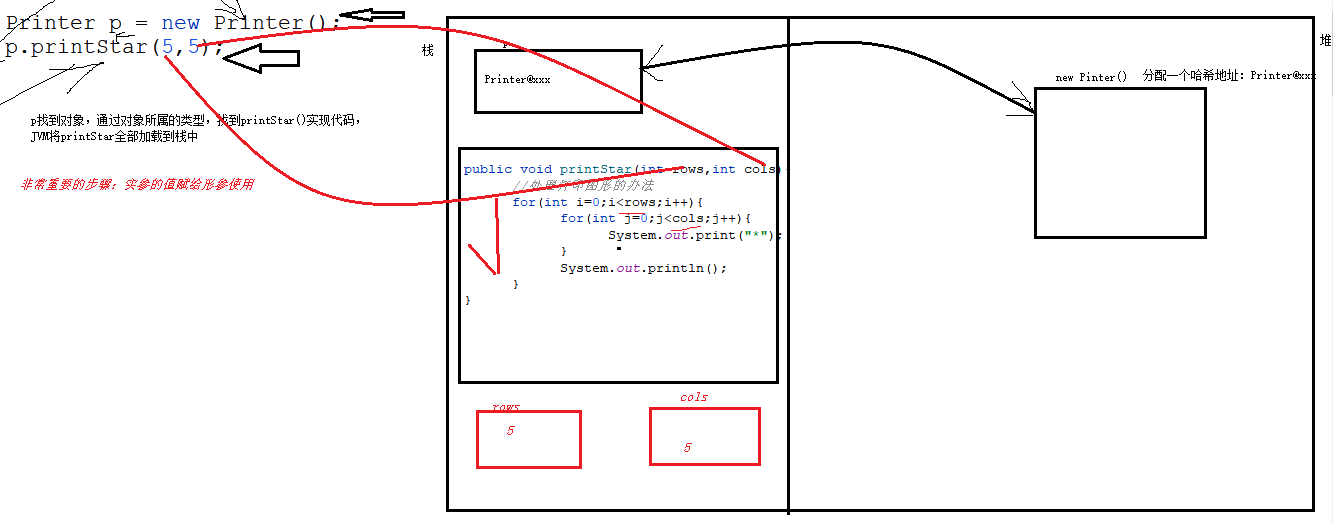 Printer p = new Printer();
p.printStar(5,5);
p找到对象，通过对象所属的类型，找到printStar()实现代码，
JVM将printStar全部加载到栈中
非常重要的步骤：实参的值赋给形参使用
栈
Printer@xxx
public void printStar(int rows,int cols)
//处理打印图形的办法
for(int i=0;i<rows;i++){
for(int j=0;j<cols;j++){
System.out.print("*");
}
System.out.println();
}
}
rows
5
cols
5
堆
new Pinter()
分配一个哈希地址：Printer@xxx